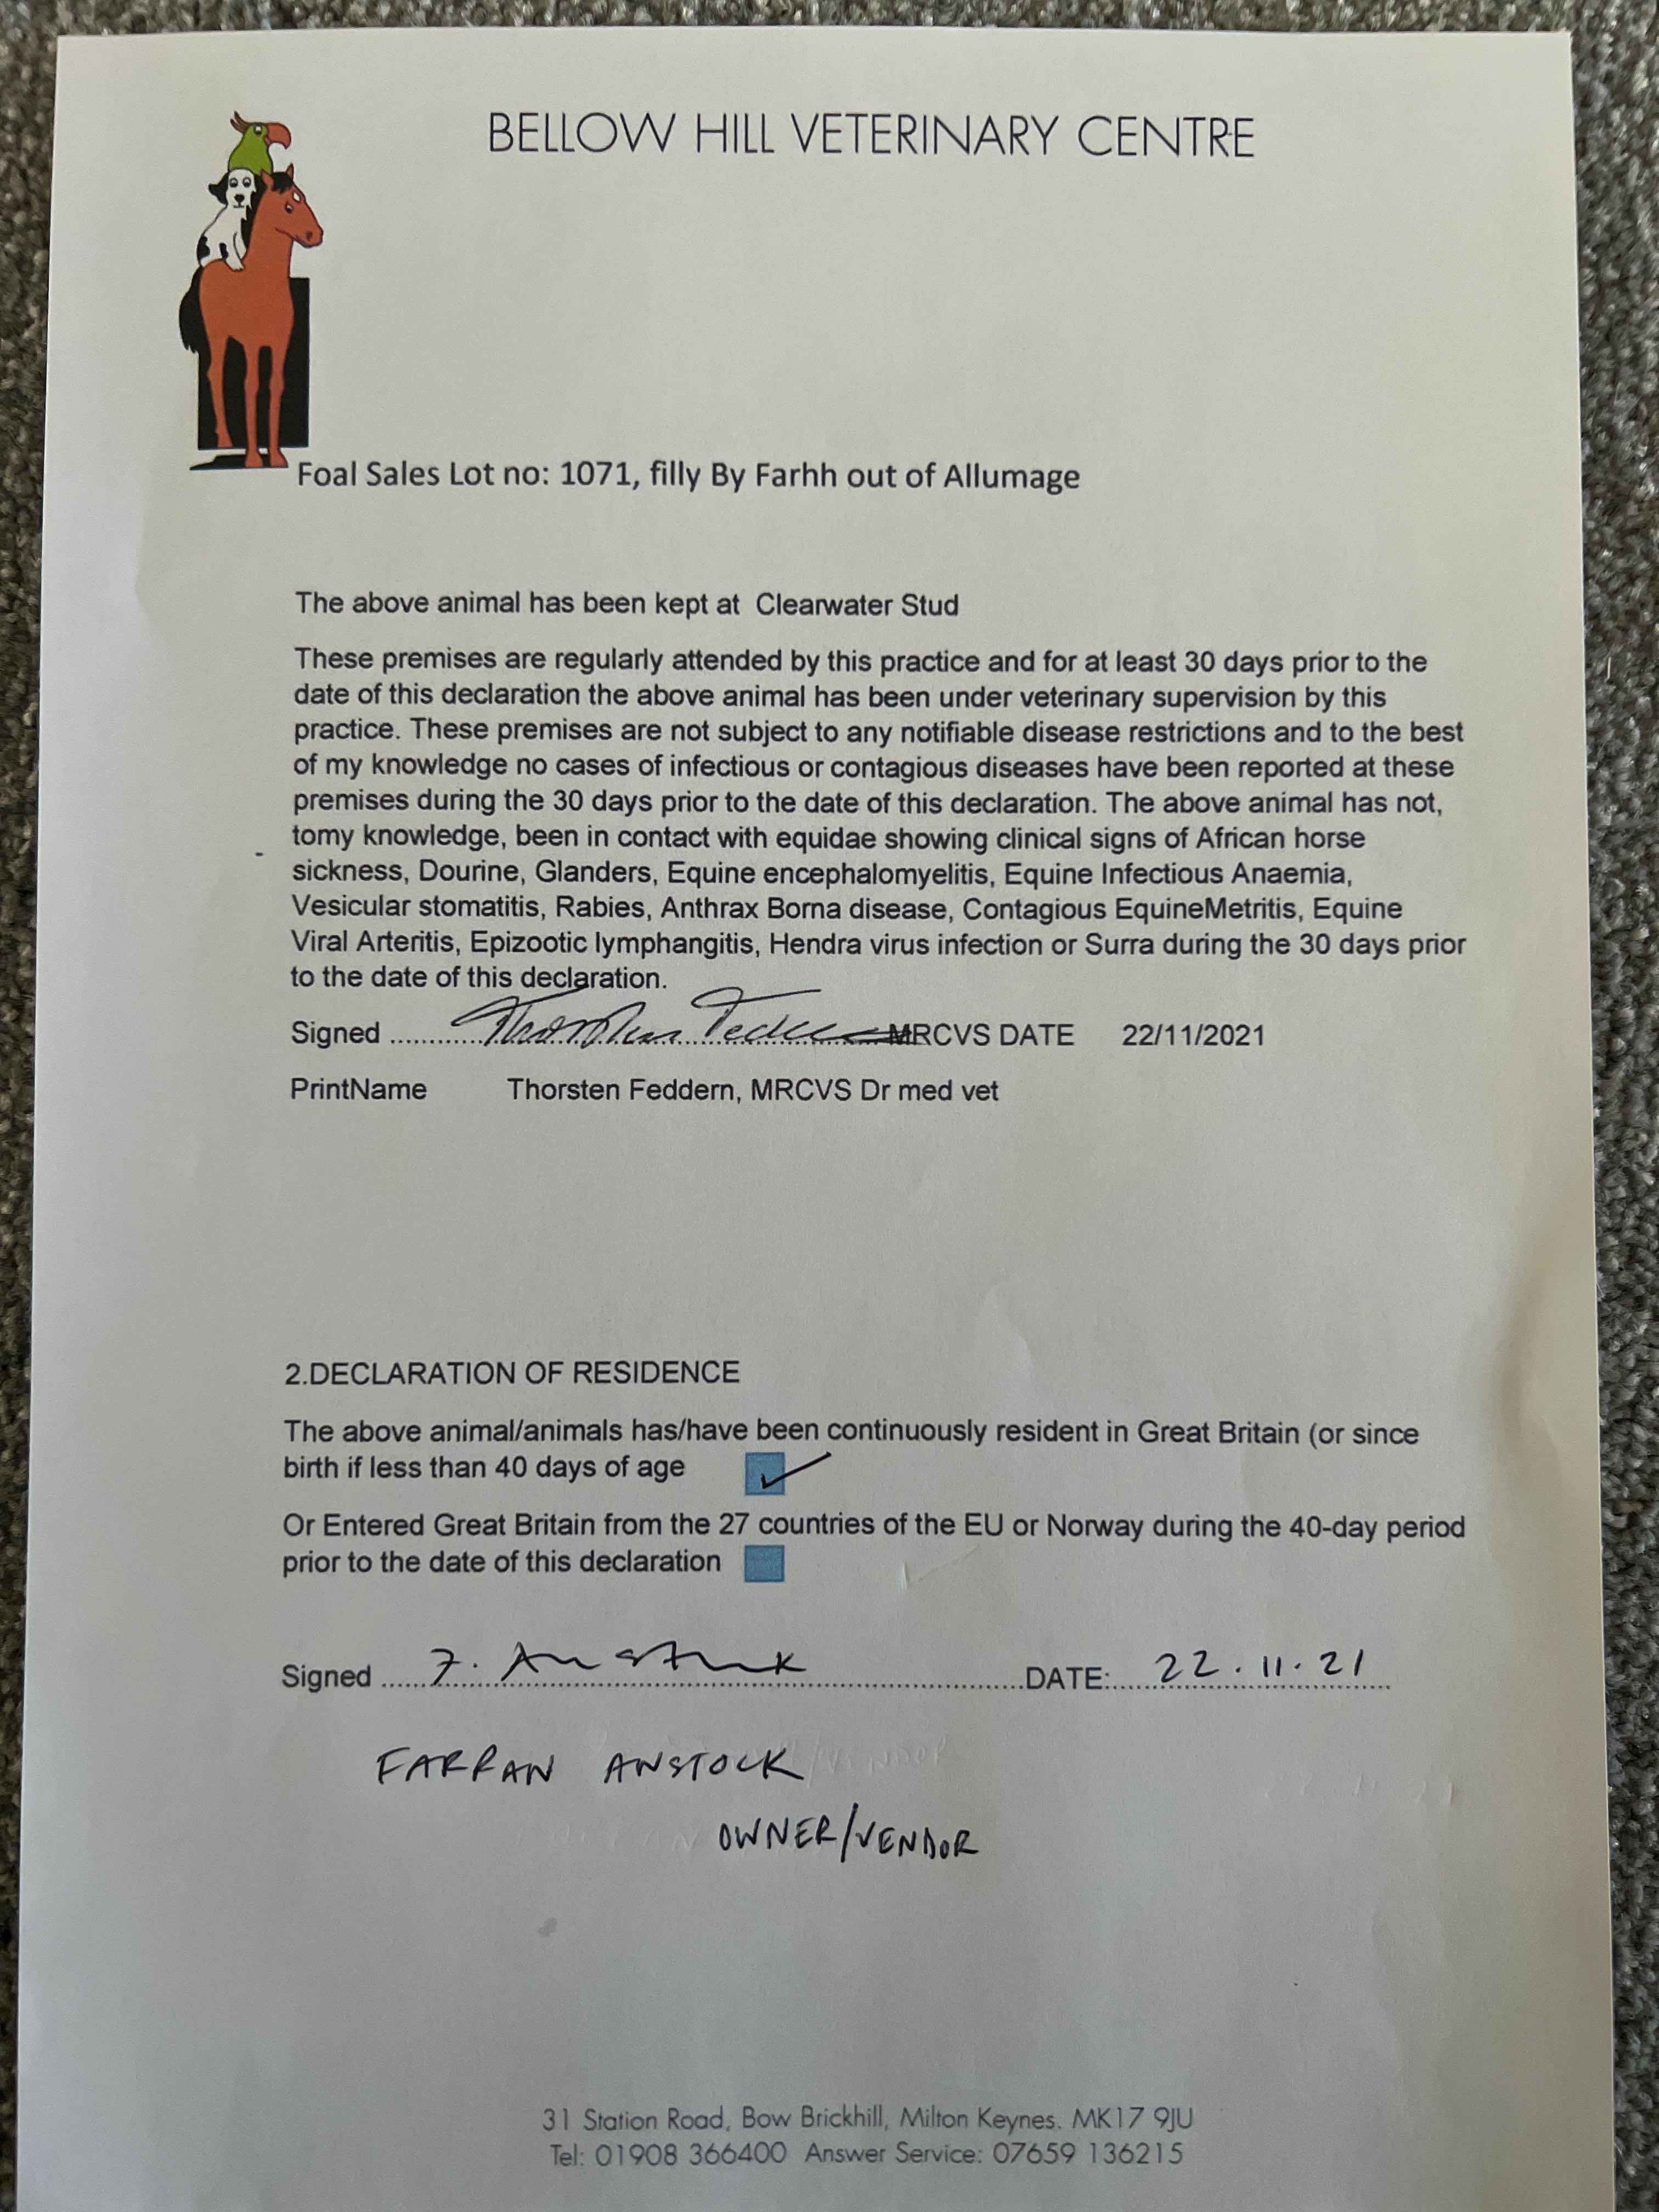 BELLOW HILL VETERINARY CENTRE
Foal Sales Lot no: 1071, filly By Farhh out of Allumage
The above animal has been kept at Clearwater Stud
These premises are regularly attended by this practice and for at least 30 days prior to the
date of this declaration the above animal has been under veterinary supervision by this
practice. These premises are not subject to any notifiable disease restrictions and to the best
of my knowledge no cases of infectious or contagious diseases have been reported at these
premises during the 30 days prior to the date of this declaration. The above animal has not,
tomy knowledge, been in contact with equidae showing clinical signs of African horse
sickness, Dourine, Glanders, Equine encephalomyelitis, Equine Infectious Anaemia,
Vesicular stomatitis, Rabies, Anthrax Borna disease, Contagious EquineMetritis, Equine
Viral Arteritis, Epizootic lymphangitis, Hendra virus infection or Surra during the 30 days prior
to the date of this declaration.
Signed ............ Thorsten Feddern MRCVS DATE 22/11/2021
PrintName Thorsten Feddern, MRCVS Dr med vet
2.DECLARATION OF RESIDENCE
The above animal/animals has/have been continuously resident in Great Britain (or since
birth if less than 40 days of age ✓
Or Entered Great Britain from the 27 countries of the EU or Norway during the 40-day period
prior to the date of this declaration
Signed ...... F. Anstock ......DATE:...... 22.11.21
FARRAN ANSTOCK
OWNER/VENDOR
31 Station Road, Bow Brickhill, Milton Keynes. MK17 9JU
Tel: 01908 366400 Answer Service: 07659 136215